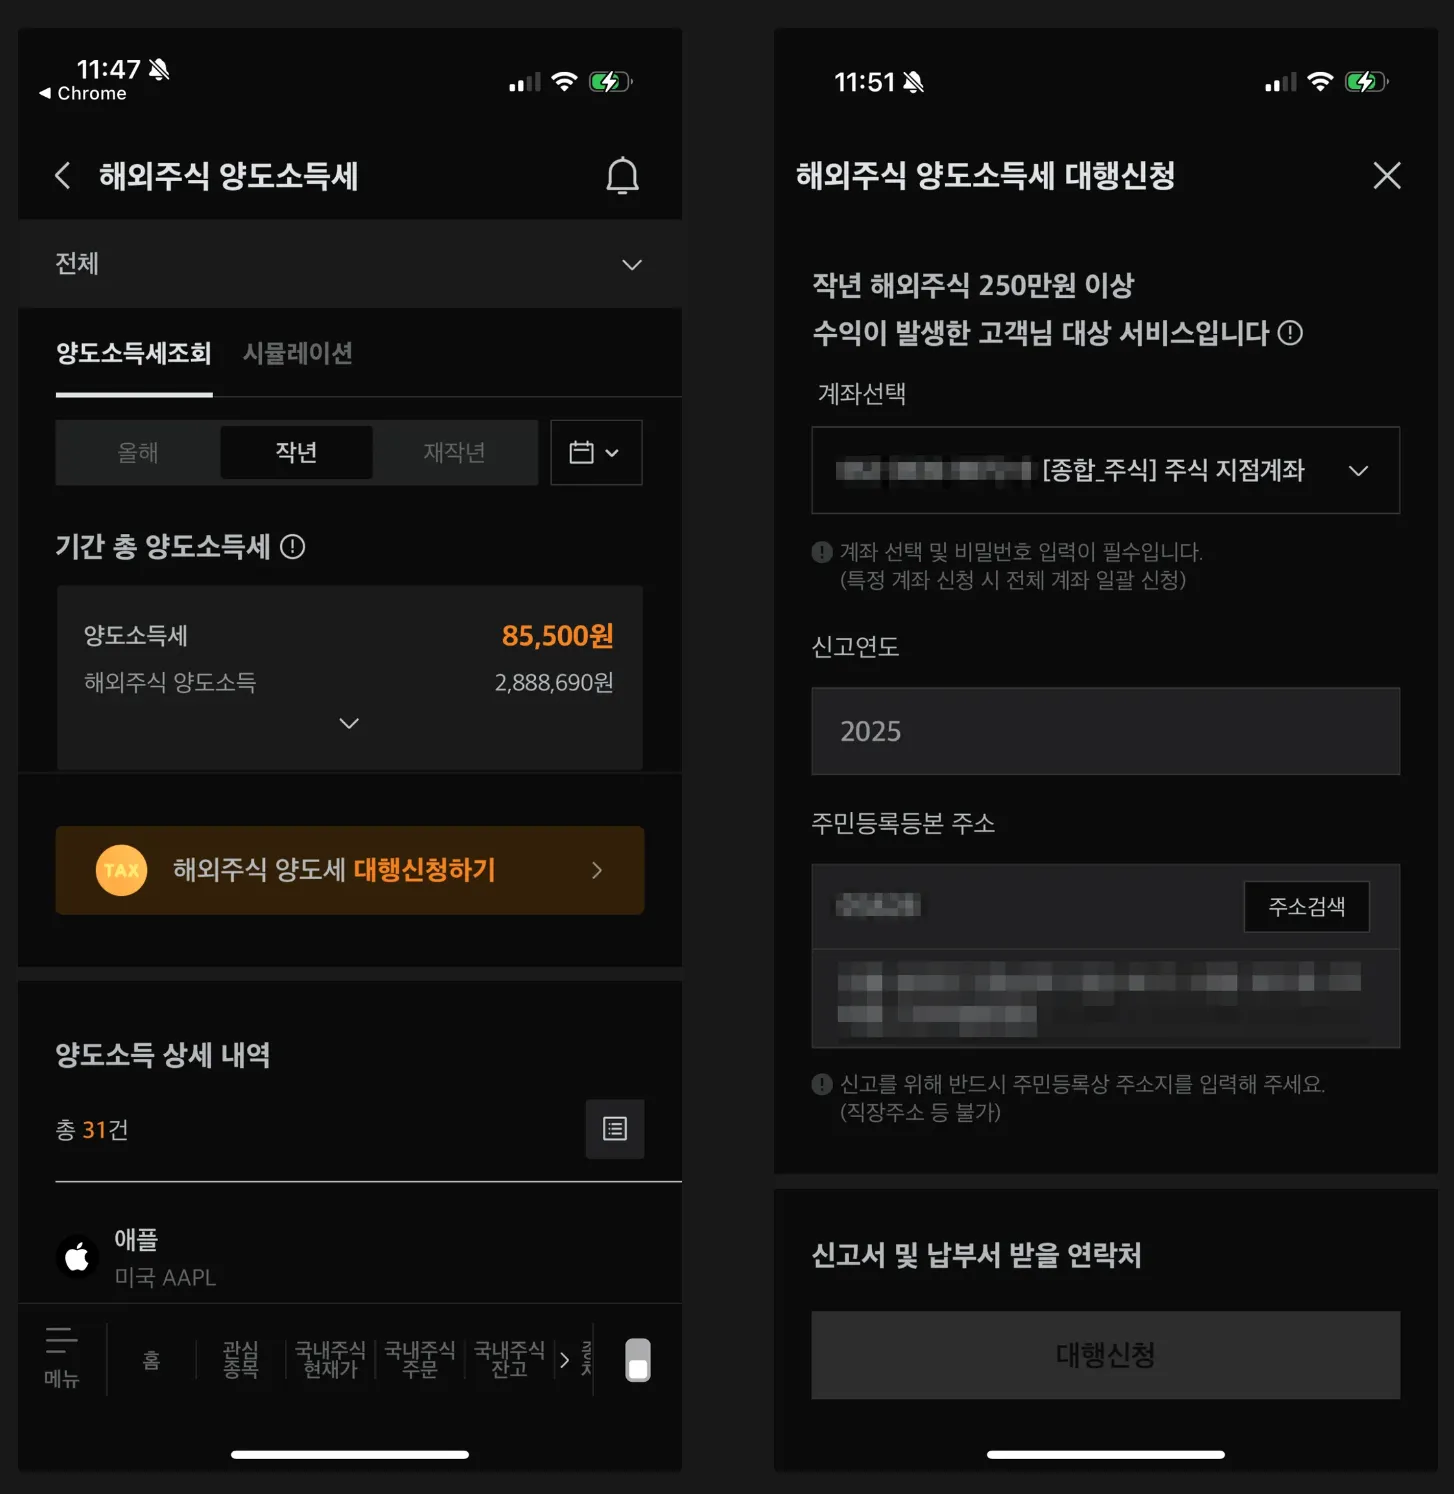 11:47
◀ Chrome
해외주식 양도소득세
전체
양도소득세조회
시뮬레이션
올해
작년
재작년
기간 총 양도소득세
양도소득세
85,500원
해외주식 양도소득
2,888,690원
TAX
해외주식 양도세 대행신청하기
양도소득 상세 내역
총 31건
애플
미국 AAPL
메뉴
홈
관심
종목
국내주식
현재가
국내주식
주문
국내주식
잔고
11:51
해외주식 양도소득세 대행신청
작년 해외주식 250만원 이상
수익이 발생한 고객님 대상 서비스입니다
계좌선택
[종합_주식] 주식 지점계좌
계좌 선택 및 비밀번호 입력이 필수입니다.
(특정 계좌 신청 시 전체 계좌 일괄 신청)
신고연도
2025
주민등록등본 주소
주소검색
신고를 위해 반드시 주민등록상 주소지를 입력해 주세요.
(직장주소 등 불가)
신고서 및 납부서 받을 연락처
대행신청